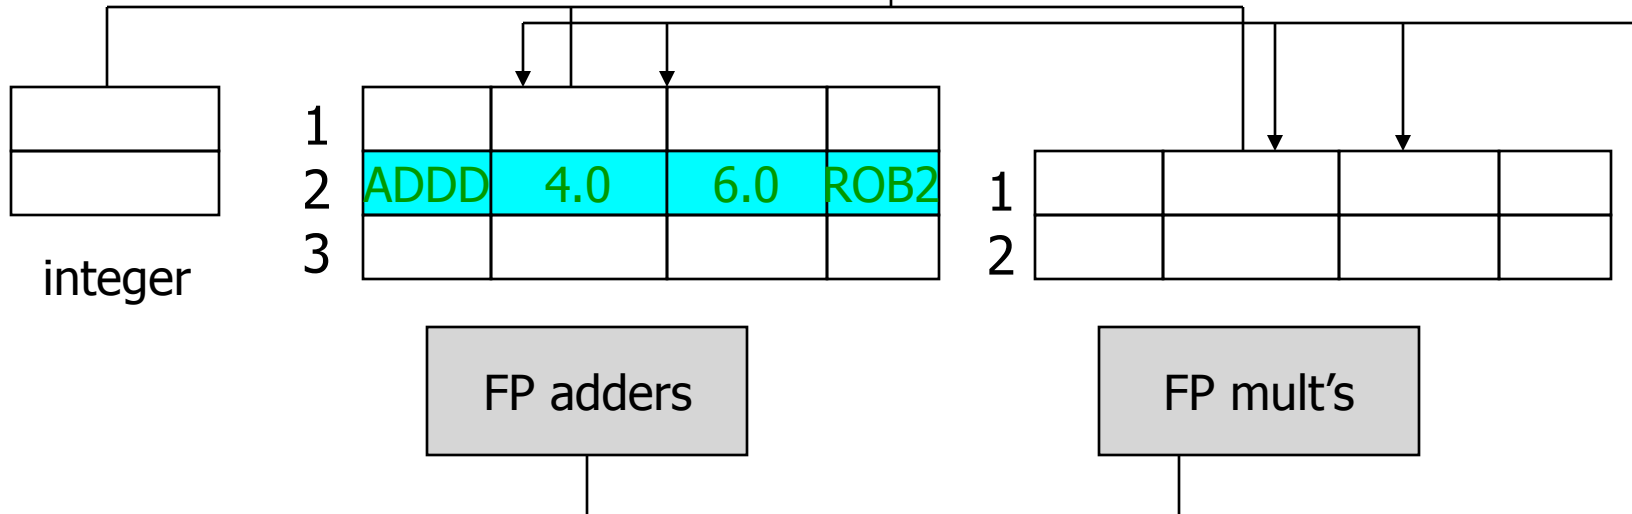 1
2 ADDD 4.0 6.0 ROB2
3
1
2
integer
FP adders
FP mult’s